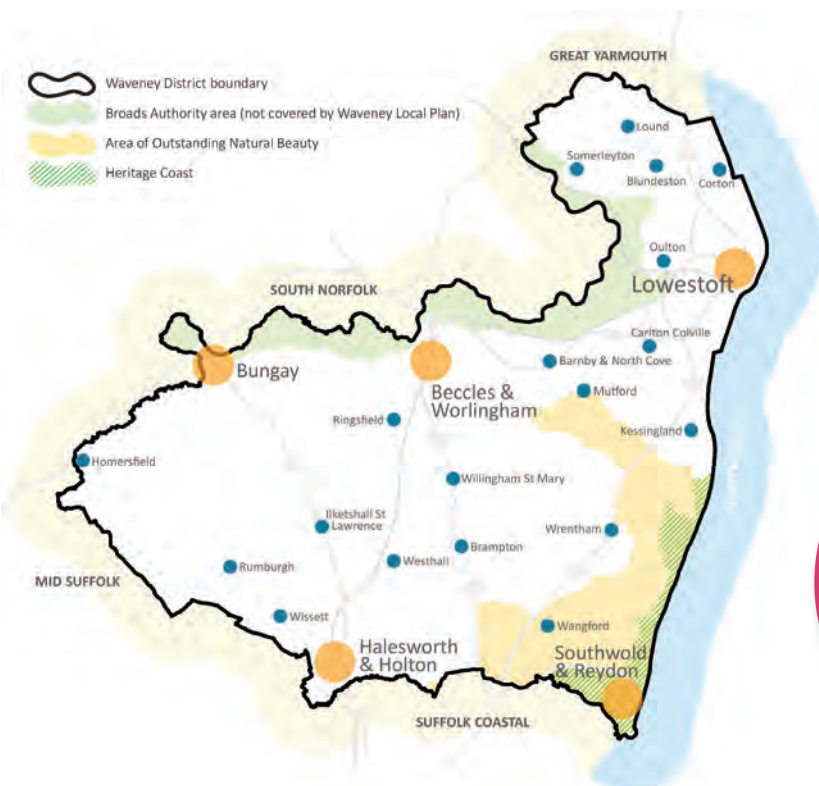 GREAT YARMOUTH
Waveney District boundary
Broads Authority area (not covered by Waveney Local Plan)
Area of Outstanding Natural Beauty
Heritage Coast
Lound
Somerleyton
Blundeston
Corton
Oulton
Lowestoft
SOUTH NORFOLK
Carlton Colville
Barnby & North Cove
Bungay
Beccles &
Worlingham
Mutford
Ringsfield
Kessingland
Homersfield
Willingham St Mary
Ilketshall St
Lawrence
Wrentham
Brampton
Westhall
Rumburgh
MID SUFFOLK
Wissett
Wangford
Halesworth
& Holton
Southwold
& Reydon
SUFFOLK COASTAL